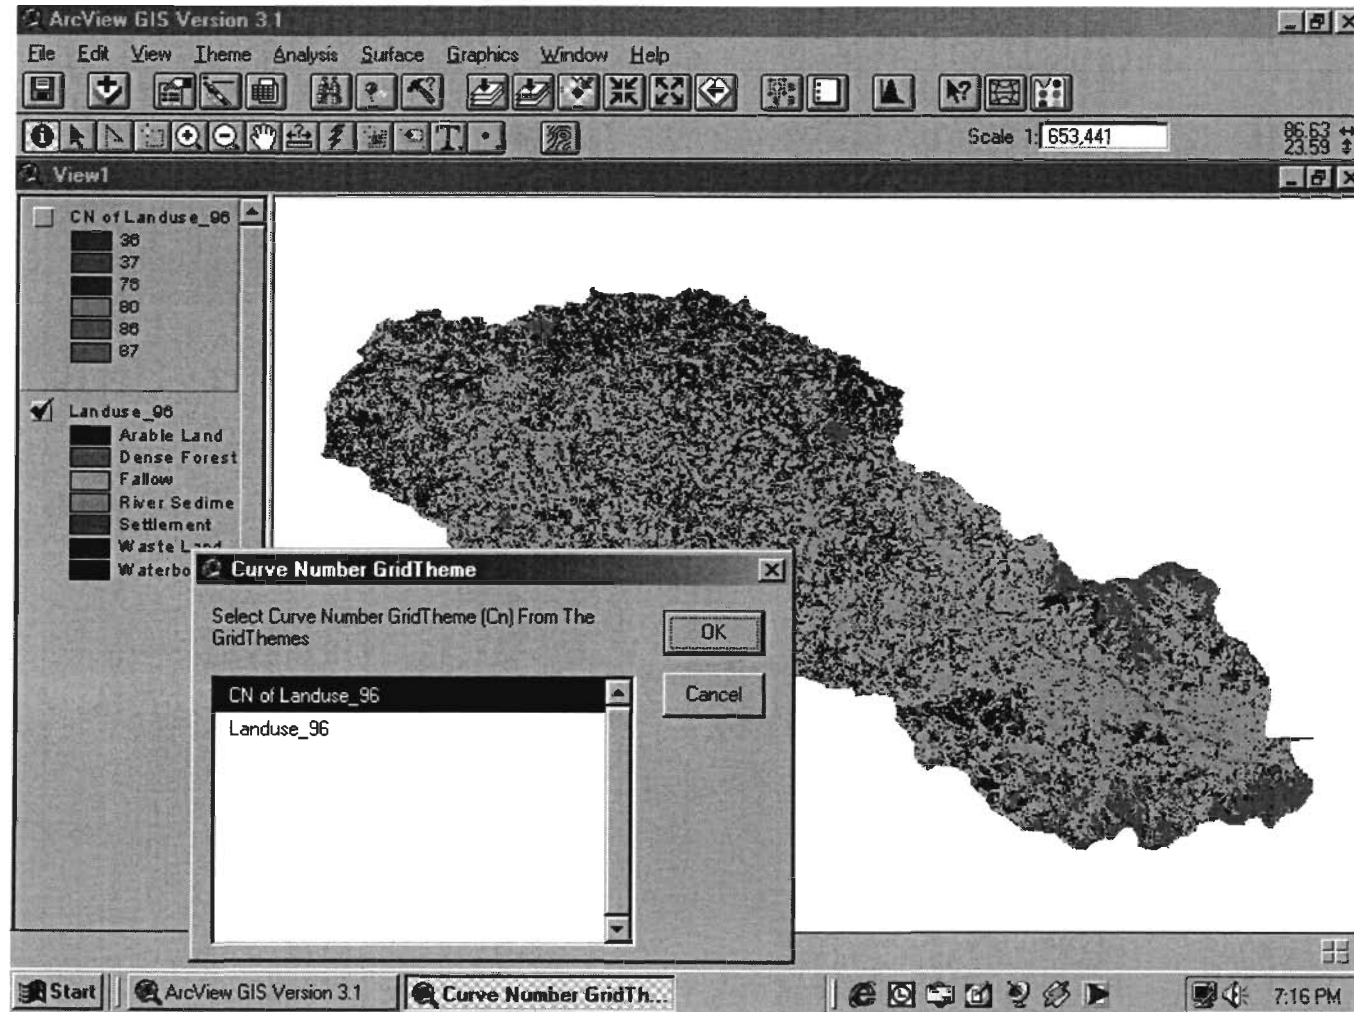 ArcView GIS Version 3.1
File Edit View Theme Analysis Surface Graphics Window Help
Scale 1: 653,441
86.63
23.59
View1
CN of Landuse_96
36
37
76
80
86
87
Landuse_96
Arable Land
Dense Forest
Fallow
River Sedime
Settlement
Waste Land
Waterbo
Curve Number GridTheme
Select Curve Number GridTheme (Cn) From The
GridThemes
OK
CN of Landuse_96
Cancel
Landuse_96
Start ArcView GIS Version 3.1 Curve Number GridTh... 7:16 PM